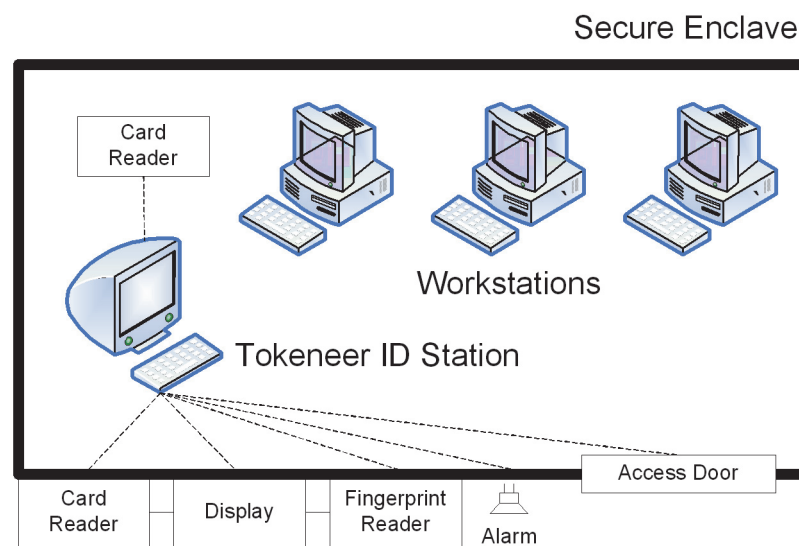 Secure Enclave
Card
Reader
Workstations
Tokeneer ID Station
Access Door
Card
Reader
Display
Fingerprint
Reader
Alarm